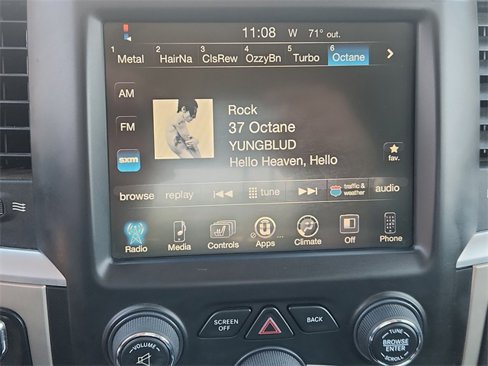 11:08 W 71° out.
1 Metal 2 HairNa 3 ClsRew 4 OzzyBn 5 Turbo 6 Octane
AM
FM
sxm
Rock
37 Octane
YUNGBLUD
Hello Heaven, Hello
fav.
browse replay tune traffic & weather audio
Radio Media Controls Apps ... Climate Off Phone
VOLUME
SCREEN OFF
BACK
TUNE
BROWSE
ENTER
SCROLL